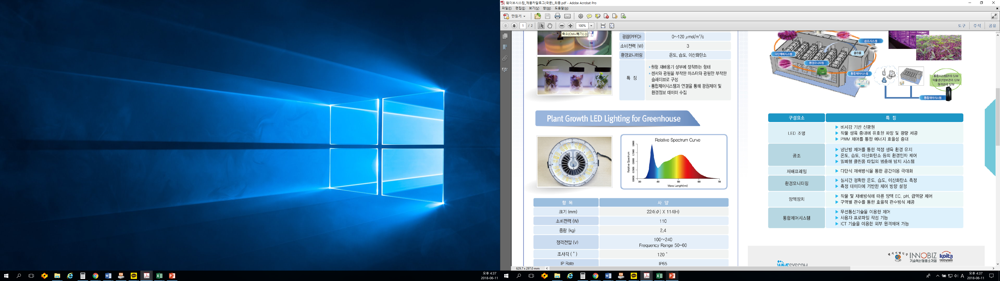 웨이브시스컴_제품카달로그(국문)_최종.pdf - Adobe Acrobat Pro
파일(F) 편집(E) 보기(V) 창(W) 도움말(H)
만들기
1 / 2
100%
도구 주석 공유
축소(Ctrl+빼기(-))
광량(PPFD) 0~120 μmol/m²/s
소비전력 (W) 3
환경모니터링 온도, 습도, 이산화탄소
특 징
• 원형 재배용기 상부에 장착하는 형태
• 센서와 광원을 부착한 마스터와 광원만 부착한
슬레이브로 구성
• 통합제어시스템과 연결을 통해 광원제어 및
환경정보 데이터 수집
Plant Growth LED Lighting for Greenhouse
Relative Spectrum Curve
Relative Spectrum
1.00000
0.75000
0.50000
0.25000
0.00000
380 480 580 680 780
Wave Length(nm)
항 목 사 양
크기 (mm) 224(Φ) X 114(H)
소비전력 (W) 110
중량 (kg) 2.4
정격전압 (V) 100~240
Frequency Range 50-60
조사각 ( ° ) 120 °
IP Rate IP65
공조시스템
다단재배시스템
클린룸
환경모니터링
통합제어시스템
통합시스템관리 S/W
작물생산정보관리 S/W
원격관리 S/W
통합제어시스템
구성요소 특 징
LED 조명
▶ 비시감 기반 신광원
▶ 작물 생육 증대에 유효한 파장 및 광량 제공
▶ PWM 제어를 통한 에너지 효율성 증대
공조
▶ 냉난방 제어를 통한 적정 생육 환경 유지
▶ 온도, 습도, 이산화탄소 등의 환경인자 제어
▶ 밀폐형 클린룸 타입의 병충해 방지 시스템
재배프레임
▶ 다단식 재배방식을 통한 공간이용 극대화
환경모니터링
▶ 실시간 정확한 온도, 습도, 이산화탄소 측정
▶ 측정 데이터에 기반한 제어 방향 설정
양액장치
▶ 작물 및 재배방식에 따른 양액 EC, pH, 급액량 제어
▶ 구역별 관수를 통한 효율적 관수방식 제공
통합제어시스템
▶ 무선통신기술을 이용한 제어
▶ 사용자 프로파일 작성 기능
▶ ICT 기술을 이용한 외부 원격제어 가능
벤처기업인증
INNOBIZ
기술혁신형중소기업
koita
WAVESYSCOM
629.7 x 297.0 mm
오후 4:37
2018-06-11
A
오후 4:37
2018-06-11